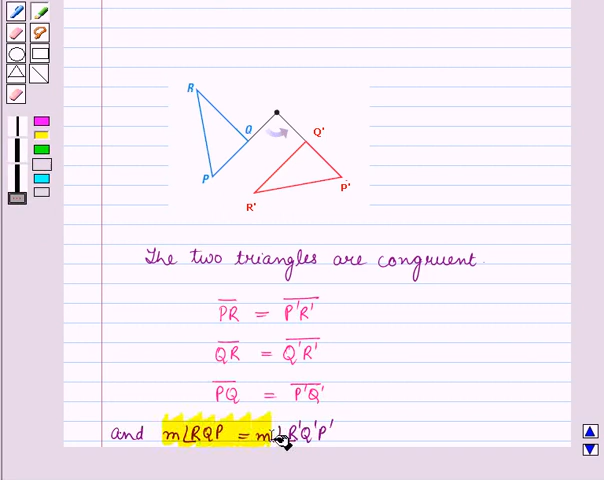 R
Q
Q'
P
P'
R'
The two triangles are congruent.
PR = P'R'
QR = Q'R'
PQ = P'Q'
and m∠RQP = m∠R'Q'P'